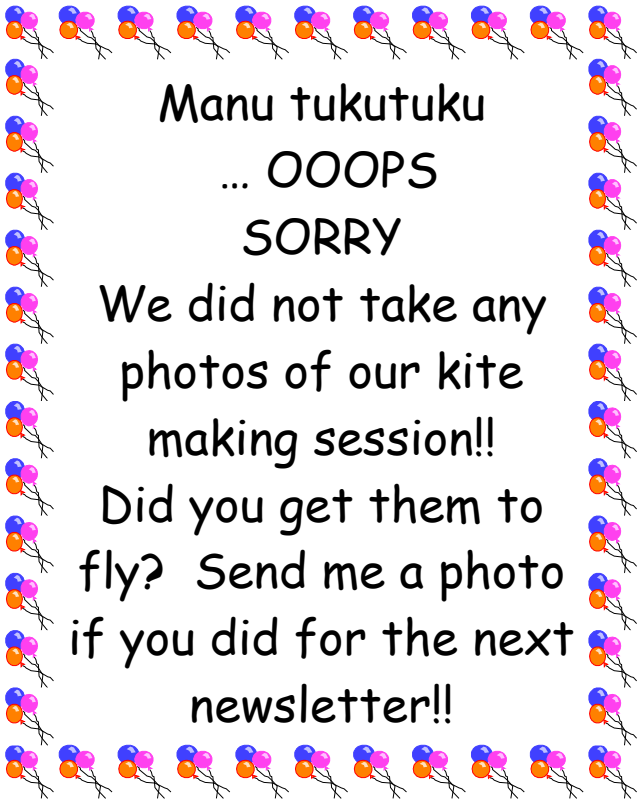 Manu tukutuku
... OOOPS
SORRY
We did not take any
photos of our kite
making session!!
Did you get them to
fly?  Send me a photo
if you did for the next
newsletter!!